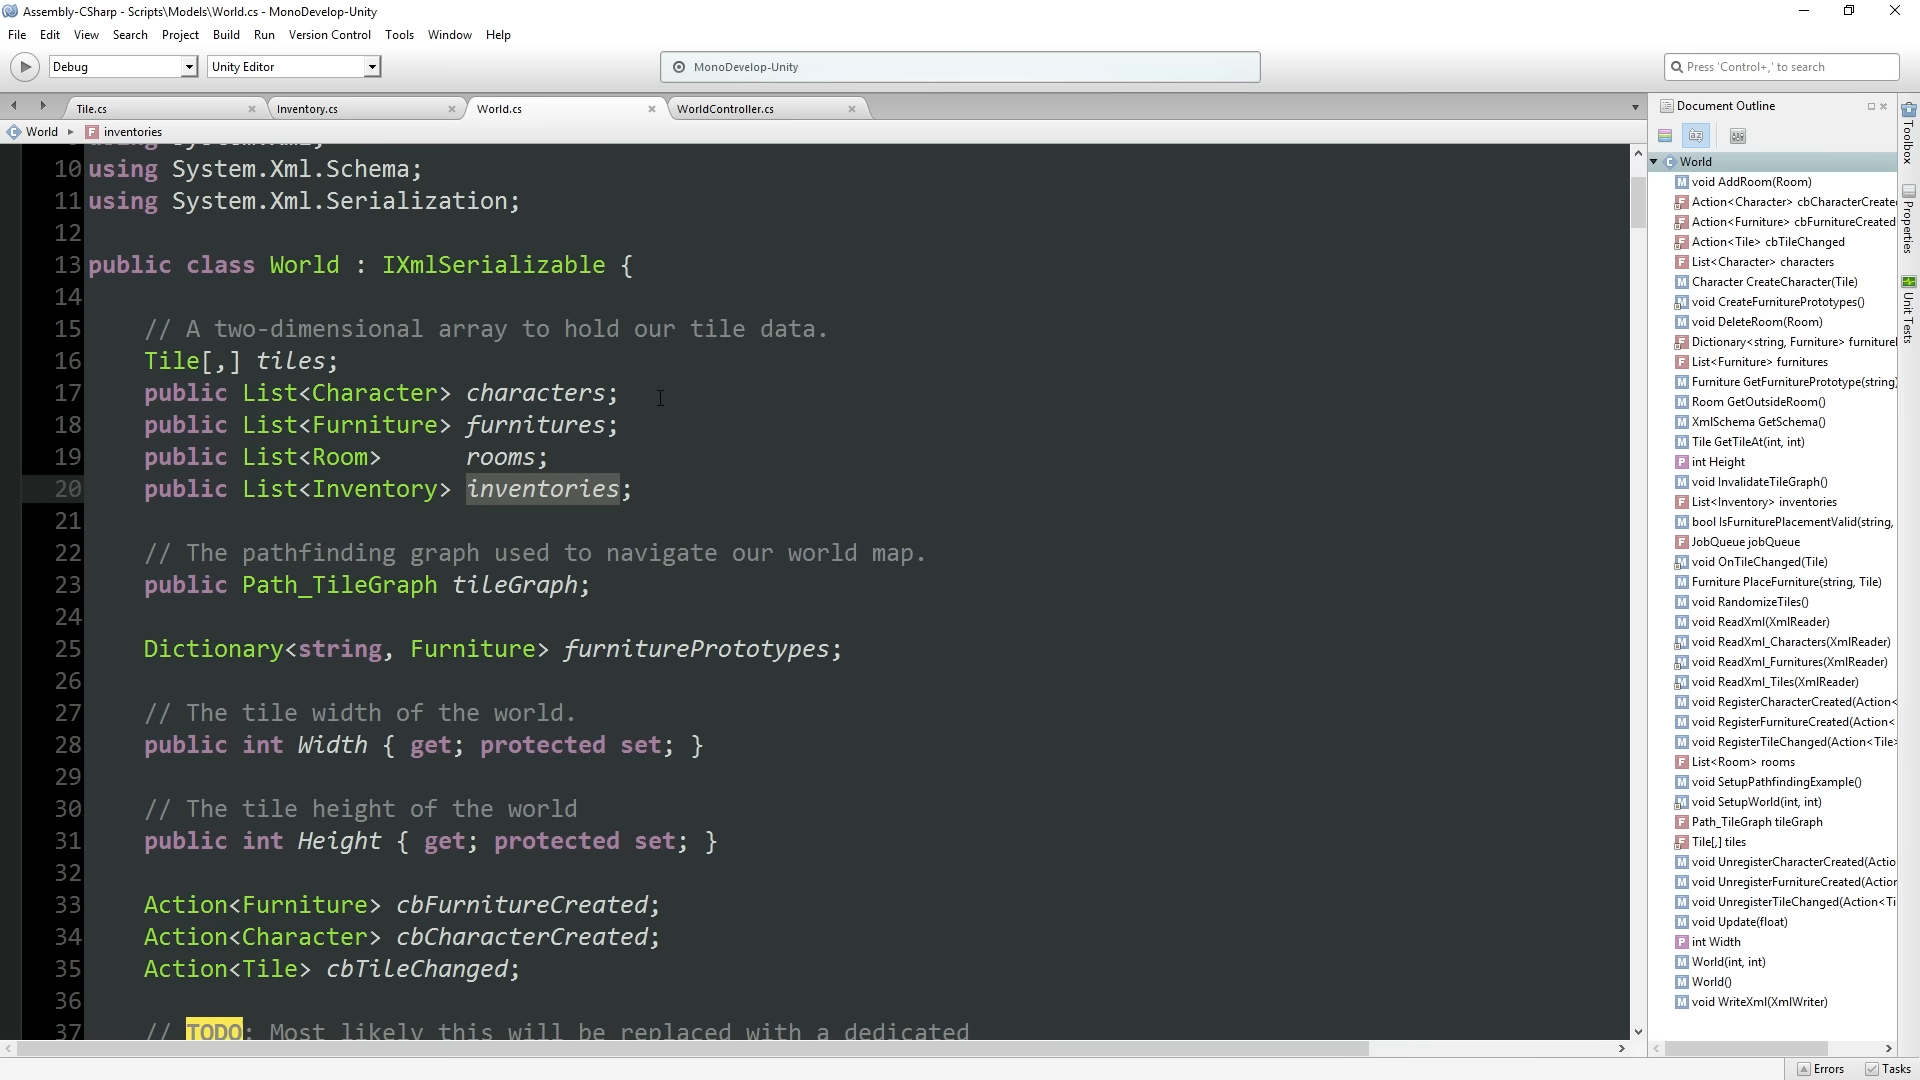 Assembly-CSharp - Scripts\Models\World.cs - MonoDevelop-Unity
File Edit View Search Project Build Run Version Control Tools Window Help
Debug
Unity Editor
MonoDevelop-Unity
Press 'Control+,' to search
Tile.cs
Inventory.cs
World.cs
WorldController.cs
World
inventories
10 using System.Xml.Schema;
11 using System.Xml.Serialization;
12
13 public class World : IXmlSerializable {
14
15 // A two-dimensional array to hold our tile data.
16 Tile[,] tiles;
17 public List<Character> characters;
18 public List<Furniture> furnitures;
19 public List<Room> rooms;
20 public List<Inventory> inventories;
21
22 // The pathfinding graph used to navigate our world map.
23 public Path_TileGraph tileGraph;
24
25 Dictionary<string, Furniture> furniturePrototypes;
26
27 // The tile width of the world.
28 public int Width { get; protected set; }
29
30 // The tile height of the world
31 public int Height { get; protected set; }
32
33 Action<Furniture> cbFurnitureCreated;
34 Action<Character> cbCharacterCreated;
35 Action<Tile> cbTileChanged;
36
37 // TODO: Most likely this will be replaced with a dedicated
Document Outline
World
void AddRoom(Room)
Action<Character> cbCharacterCreate
Action<Furniture> cbFurnitureCreated
Action<Tile> cbTileChanged
List<Character> characters
Character CreateCharacter(Tile)
void CreateFurniturePrototypes()
void DeleteRoom(Room)
Dictionary<string, Furniture> furniture
List<Furniture> furnitures
Furniture GetFurniturePrototype(string)
Room GetOutsideRoom()
XmlSchema GetSchema()
Tile GetTileAt(int, int)
int Height
void InvalidateTileGraph()
List<Inventory> inventories
bool IsFurniturePlacementValid(string,
JobQueue jobQueue
void OnTileChanged(Tile)
Furniture PlaceFurniture(string, Tile)
void RandomizeTiles()
void ReadXml(XmlReader)
void ReadXml_Characters(XmlReader)
void ReadXml_Furnitures(XmlReader)
void ReadXml_Tiles(XmlReader)
void RegisterCharacterCreated(Action<
void RegisterFurnitureCreated(Action<
void RegisterTileChanged(Action<Tile>
List<Room> rooms
void SetupPathfindingExample()
void SetupWorld(int, int)
Path_TileGraph tileGraph
Tile[,] tiles
void UnregisterCharacterCreated(Actio
void UnregisterFurnitureCreated(Action
void UnregisterTileChanged(Action<Ti
void Update(float)
int Width
World(int, int)
World()
void WriteXml(XmlWriter)
Toolbox
Properties
Unit Tests
Errors
Tasks